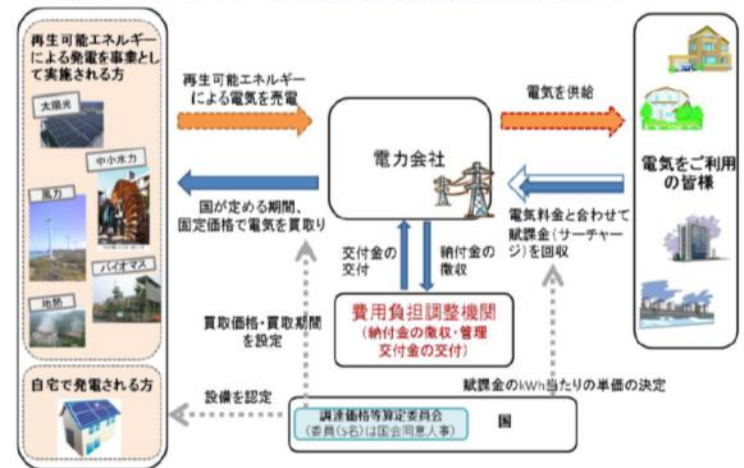 再生可能エネルギー
による発電を事業とし
て実施される方
太陽光
中小水力
風力
バイオマス
地熱
自宅で発電される方
再生可能エネルギー
による電気を売電
国が定める期間、
固定価格で電気を買取り
電力会社
電気を供給
電気料金と合わせて
賦課金(サーチャー
ジ)を回収
電気をご利用
の皆様
交付金の
交付
納付金の
徴収
費用負担調整機関
(納付金の徴収・管理
交付金の交付)
買取価格・買取期間
を設定
設備を認定
賦課金のkWh当たりの単価の決定
調達価格等算定委員会
(委員(5名)は国会同意人事)
国